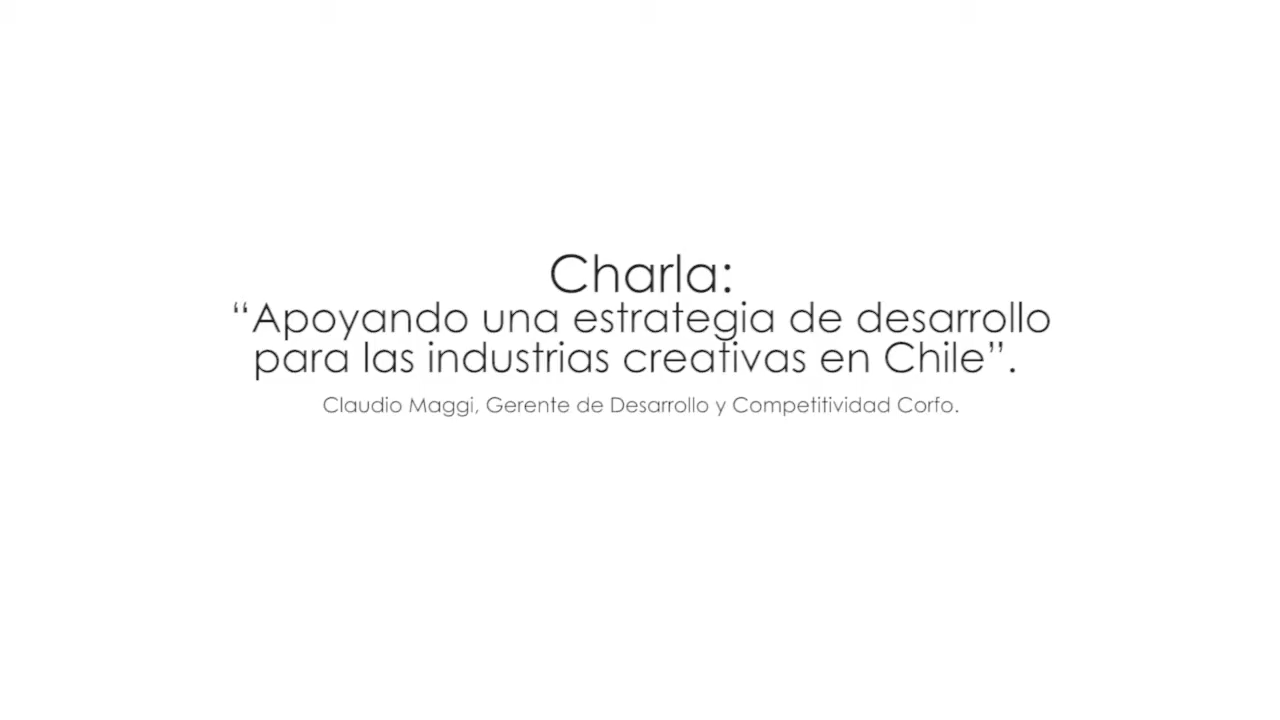 Charla:
“Apoyando una estrategia de desarrollo
para las industrias creativas en Chile”.
Claudio Maggi, Gerente de Desarrollo y Competitividad Corfo.